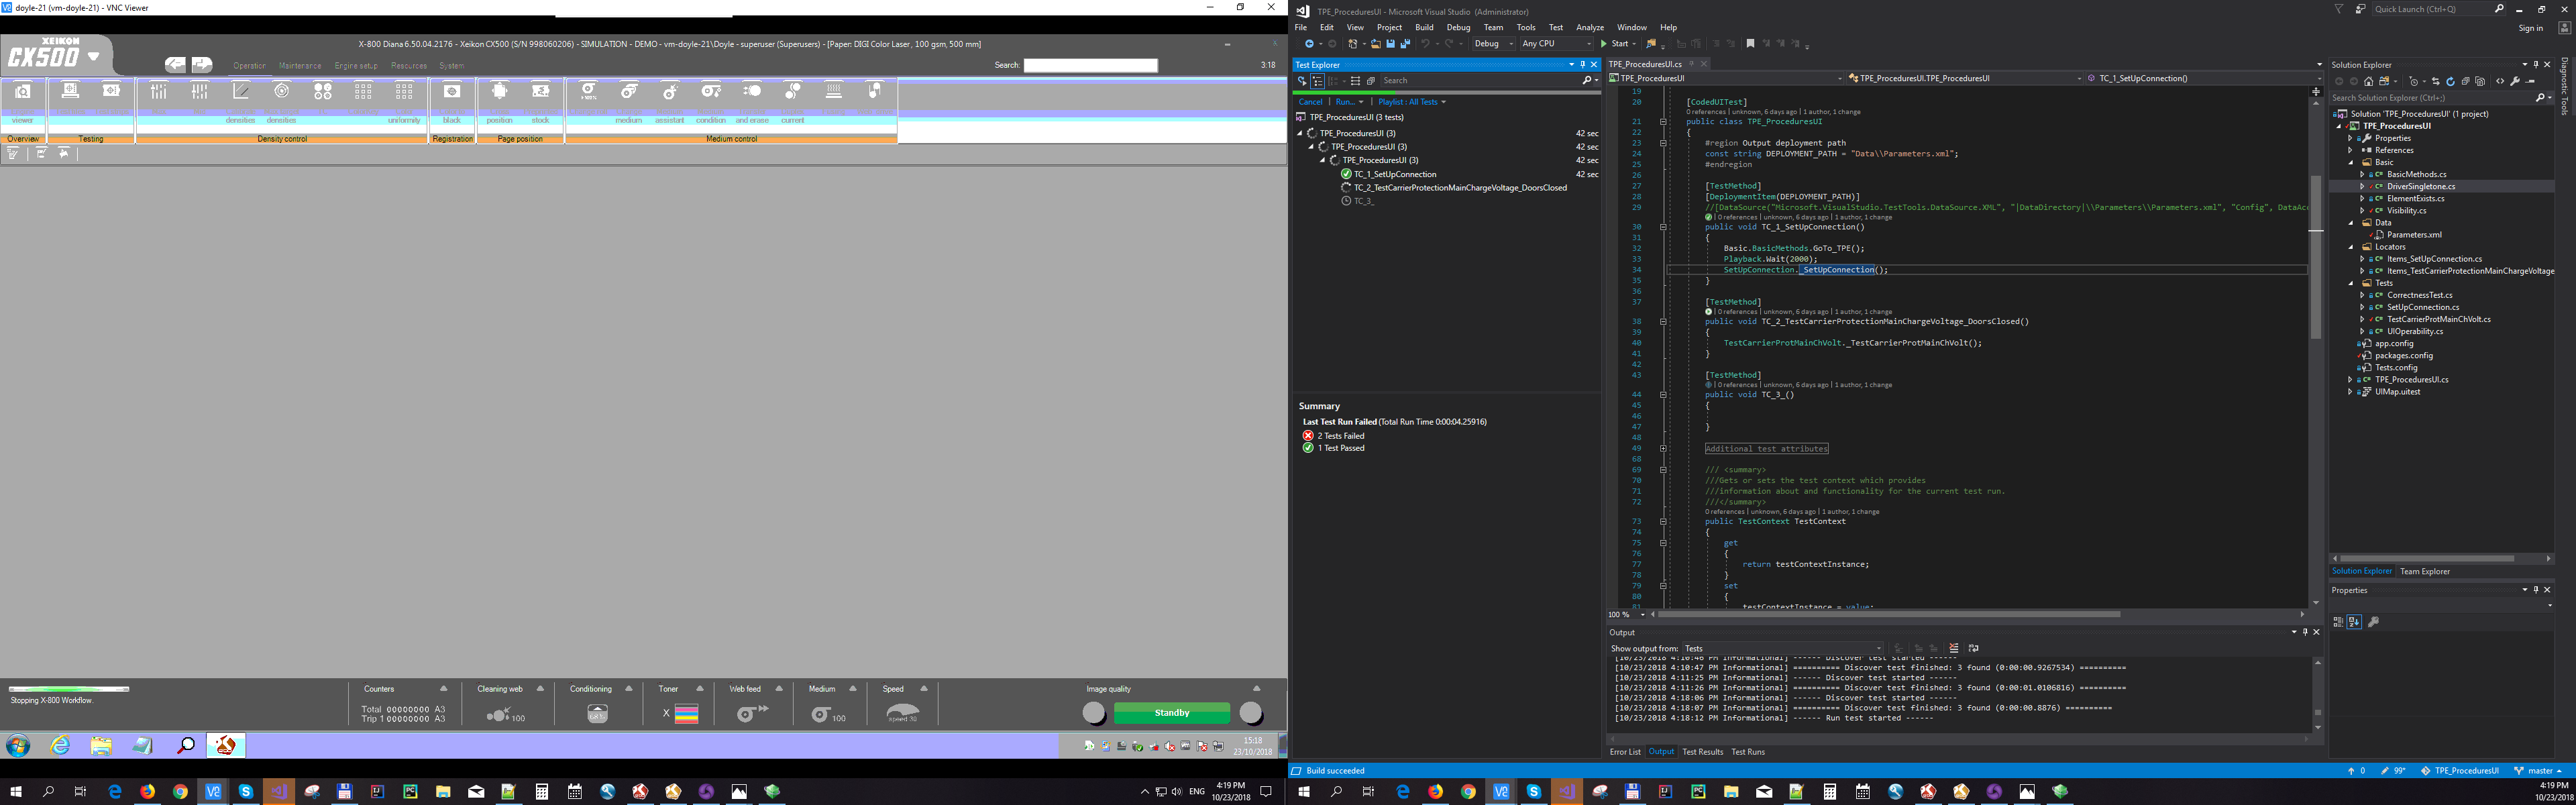 doyle-21 (vm-doyle-21) - VNC Viewer
XEIKON
CX500
X-800 Diana 6.50.04.2176 - Xeikon CX500 (S/N 998060206) - SIMULATION - DEMO - vm-doyle-21\Doyle - superuser (Superusers) - [Paper: DIGI Color Laser, 100 gsm, 500 mm]
Operation Maintenance Engine setup Resources System
Search:
3:18
viewer densities densities uniformity black position stock medium assistant condition and erase current
Overview Testing Density control Registration Page position Medium control
Stopping X-800 Workflow.
Counters
Total 00000000 A3
Trip 1 00000000 A3
Cleaning web
100
Conditioning
Toner
X
Web feed
Medium
100
Speed
speed 30
Image quality
Standby
15:18
23/10/2018
ENG
4:19 PM
10/23/2018
TPE_ProceduresUI - Microsoft Visual Studio (Administrator)
Quick Launch (Ctrl+Q)
File Edit View Project Build Debug Team Tools Test Analyze Window Help
Sign in
Debug Any CPU Start
Test Explorer
Search
Cancel | Run... | Playlist : All Tests
TPE_ProceduresUI (3 tests)
TPE_ProceduresUI (3) 42 sec
TPE_ProceduresUI (3) 42 sec
TPE_ProceduresUI (3) 42 sec
TC_1_SetUpConnection 42 sec
TC_2_TestCarrierProtectionMainChargeVoltage_DoorsClosed
TC_3_
Summary
Last Test Run Failed (Total Run Time 0:00:04.25916)
2 Tests Failed
1 Test Passed
TPE_ProceduresUI.cs
TPE_ProceduresUI TPE_ProceduresUI.TPE_ProceduresUI TC_1_SetUpConnection()
19
20 [CodedUITest]
0 references | unknown, 6 days ago | 1 author, 1 change
21 public class TPE_ProceduresUI
22 {
23 #region Output deployment path
24 const string DEPLOYMENT_PATH = "Data\\Parameters.xml";
25 #endregion
26
27 [TestMethod]
28 [DeploymentItem(DEPLOYMENT_PATH)]
29 //[DataSource("Microsoft.VisualStudio.TestTools.DataSource.XML", "|DataDirectory|\\Parameters\\Parameters.xml", "Config", DataAcc
| 0 references | unknown, 6 days ago | 1 author, 1 change
30 public void TC_1_SetUpConnection()
31 {
32 Basic.BasicMethods.GoTo_TPE();
33 Playback.Wait(2000);
34 SetUpConnection._SetUpConnection();
35 }
36
37 [TestMethod]
| 0 references | unknown, 6 days ago | 1 author, 1 change
38 public void TC_2_TestCarrierProtectionMainChargeVoltage_DoorsClosed()
39 {
40 TestCarrierProtMainChVolt._TestCarrierProtMainChVolt();
41 }
42
43 [TestMethod]
| 0 references | unknown, 6 days ago | 1 author, 1 change
44 public void TC_3_()
45 {
46
47 }
48
49 Additional test attributes
68
69 /// <summary>
70 ///Gets or sets the test context which provides
71 ///information about and functionality for the current test run.
72 ///</summary>
0 references | unknown, 6 days ago | 1 author, 1 change
73 public TestContext TestContext
74 {
75 get
76 {
77 return testContextInstance;
78 }
79 set
80 {
81 testContextInstance = value;
100 %
Output
Show output from: Tests
[10/23/2018 4:10:46 PM Informational] ------ Discover test started ------
[10/23/2018 4:10:47 PM Informational] ========== Discover test finished: 3 found (0:00:00.9267534) ==========
[10/23/2018 4:11:25 PM Informational] ------ Discover test started ------
[10/23/2018 4:11:26 PM Informational] ========== Discover test finished: 3 found (0:00:01.0106816) ==========
[10/23/2018 4:18:06 PM Informational] ------ Discover test started ------
[10/23/2018 4:18:07 PM Informational] ========== Discover test finished: 3 found (0:00:00.8876) ==========
[10/23/2018 4:18:12 PM Informational] ------ Run test started ------
Error List Output Test Results Test Runs
Solution Explorer
Search Solution Explorer (Ctrl+;)
Solution 'TPE_ProceduresUI' (1 project)
TPE_ProceduresUI
Properties
References
Basic
BasicMethods.cs
DriverSingletone.cs
ElementExists.cs
Visibility.cs
Data
Parameters.xml
Locators
Items_SetUpConnection.cs
Items_TestCarrierProtectionMainChargeVoltage
Tests
CorrectnessTest.cs
SetUpConnection.cs
TestCarrierProtMainChVolt.cs
UIOperability.cs
app.config
packages.config
Tests.config
TPE_ProceduresUI.cs
UIMap.uitest
Solution Explorer Team Explorer
Properties
Diagnostic Tools
Build succeeded
0 99* TPE_ProceduresUI master
4:19 PM
10/23/2018